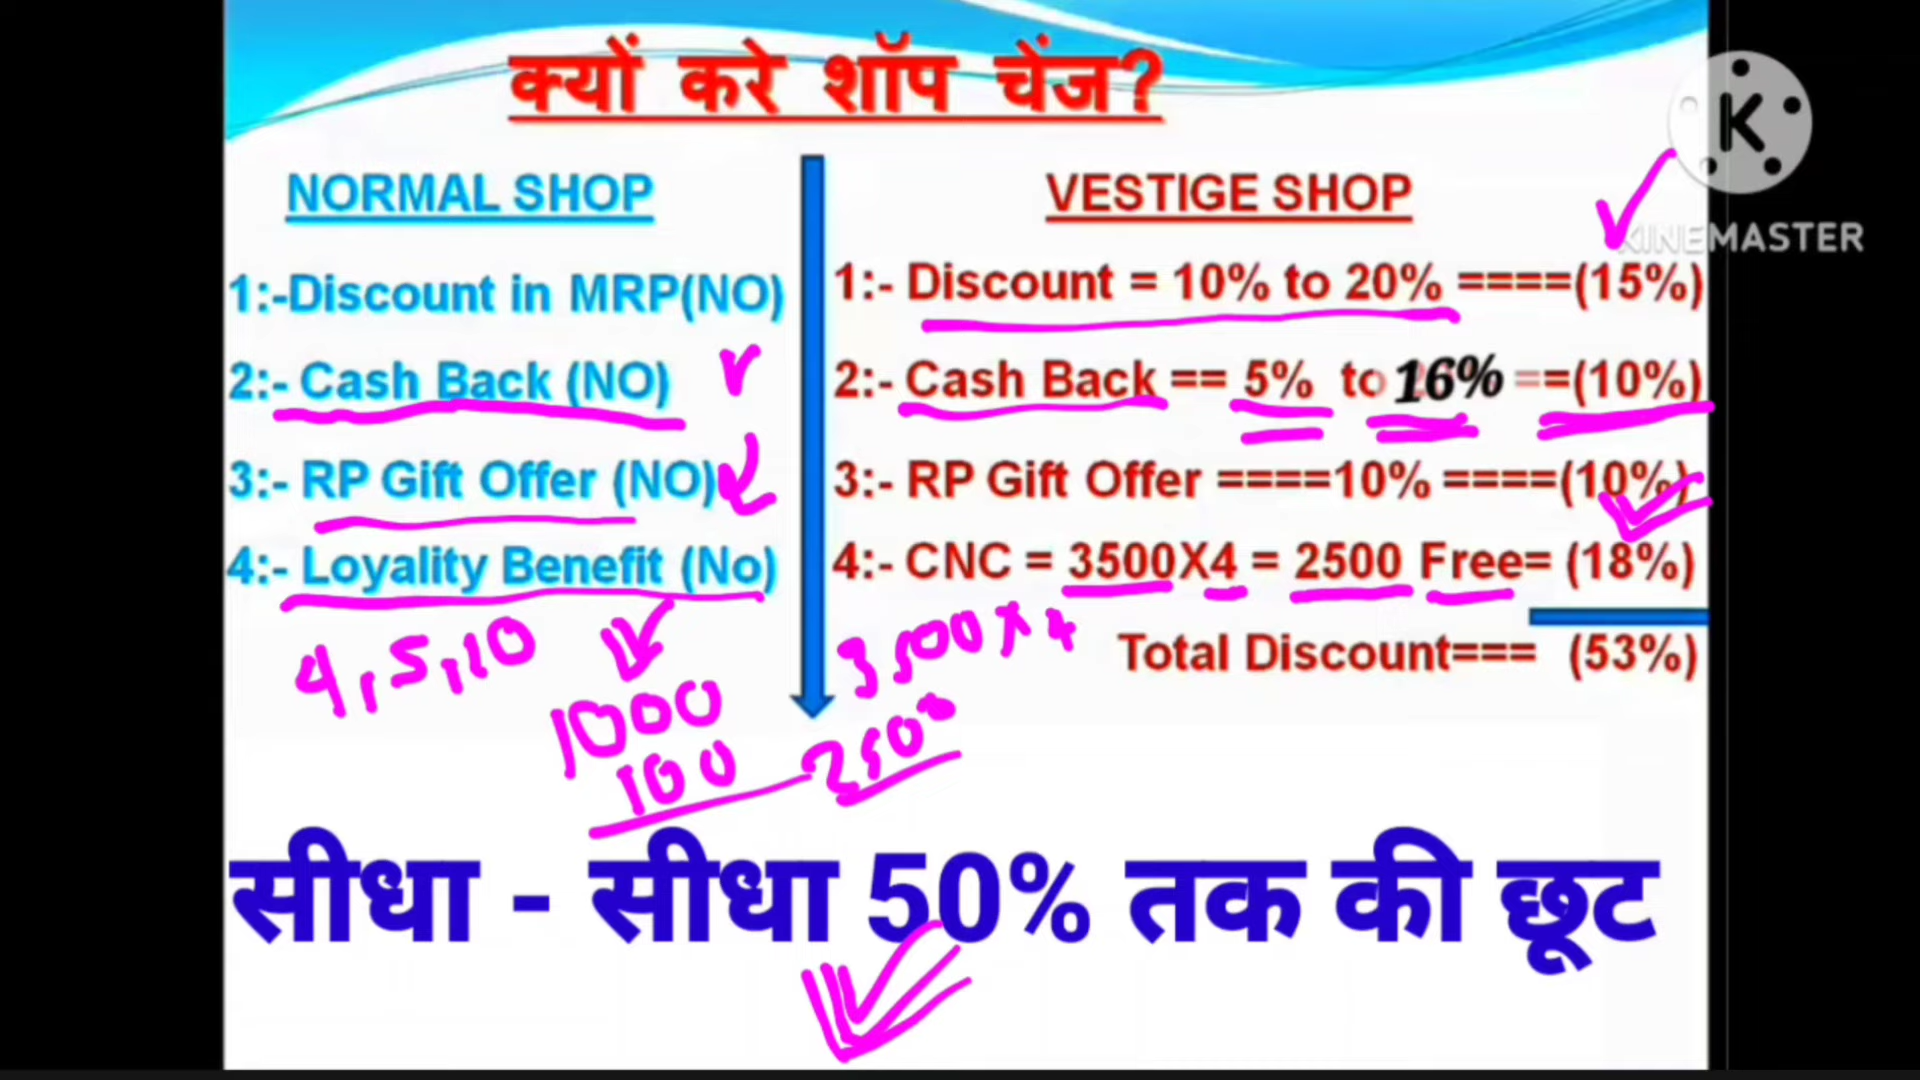 क्यों करे शॉप चेंज?
NORMAL SHOP
1:-Discount in MRP(NO)
2:- Cash Back (NO)
3:- RP Gift Offer (NO)
4:- Loyality Benefit (No)
4,5,10
1000
100
VESTIGE SHOP
1:- Discount = 10% to 20% ====(15%)
2:- Cash Back == 5% to 16% ==(10%)
3:- RP Gift Offer ====10% ====(10%)
4:- CNC = 3500X4 = 2500 Free= (18%)
Total Discount=== (53%)
3500x4
2500
सीधा - सीधा 50% तक की छूट
K
KINEMASTER